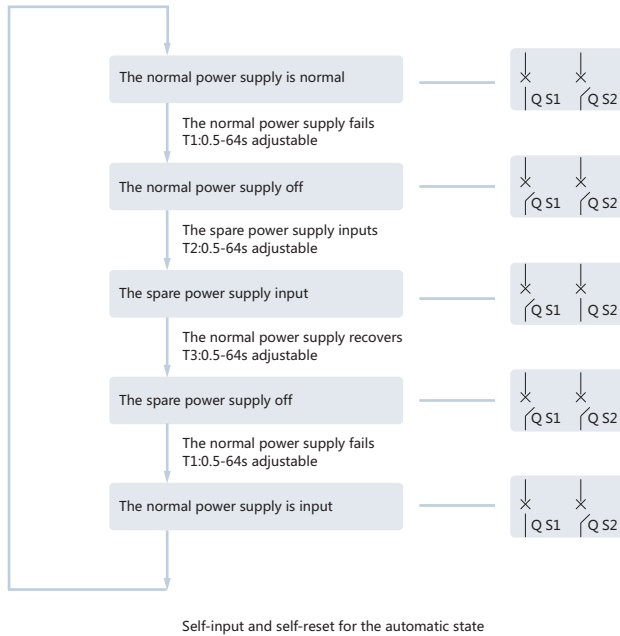 The normal power supply is normal
Q S1 Q S2
The normal power supply fails
T1:0.5-64s adjustable
The normal power supply off
Q S1 Q S2
The spare power supply inputs
T2:0.5-64s adjustable
The spare power supply input
Q S1 Q S2
The normal power supply recovers
T3:0.5-64s adjustable
The spare power supply off
Q S1 Q S2
The normal power supply fails
T1:0.5-64s adjustable
The normal power supply is input
Q S1 Q S2
Self-input and self-reset for the automatic state